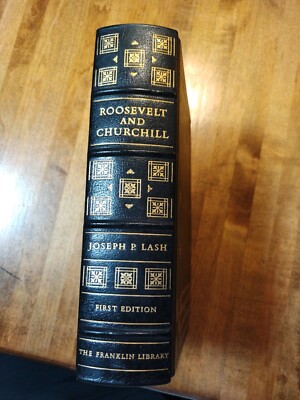 ROOSEVELT
AND
CHURCHILL
JOSEPH P. LASH
FIRST EDITION
THE FRANKLIN LIBRARY